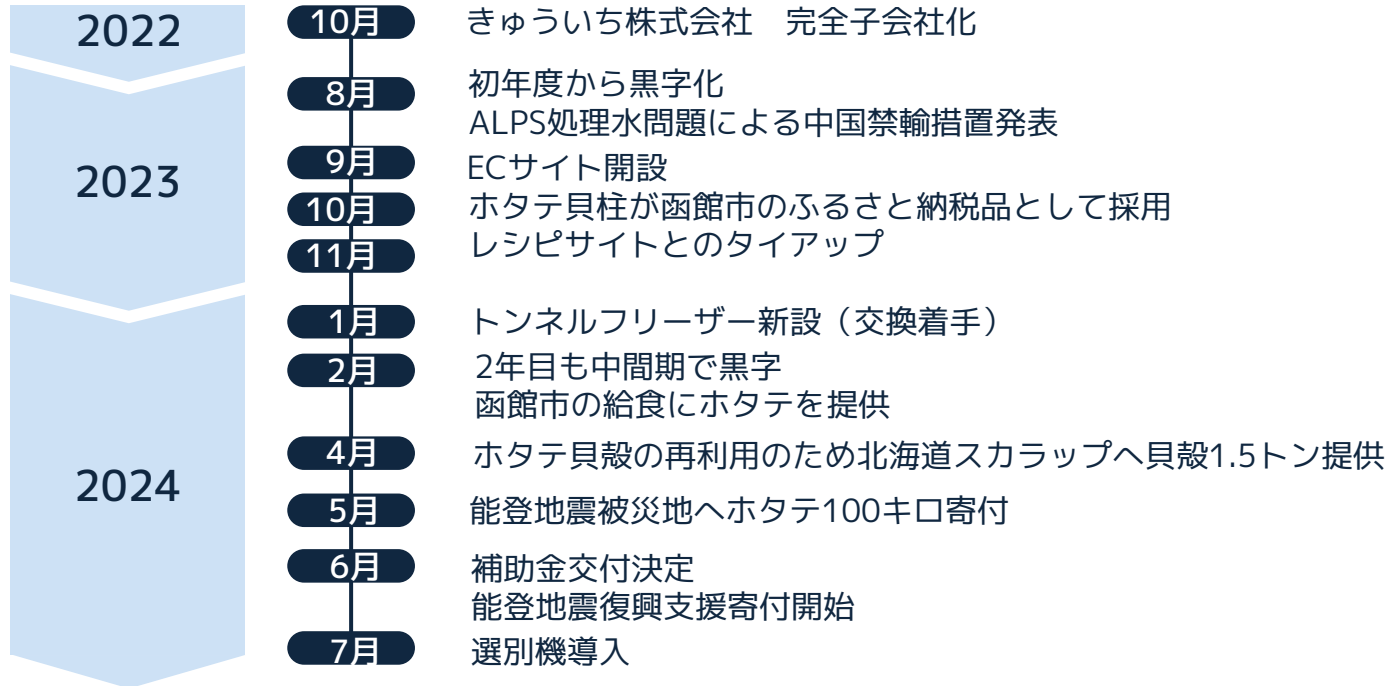 2022
10月 きゅういち株式会社　完全子会社化
2023
8月 初年度から黒字化
ALPS処理水問題による中国禁輸措置発表
9月 ECサイト開設
10月 ホタテ貝柱が函館市のふるさと納税品として採用
11月 レシピサイトとのタイアップ
2024
1月 トンネルフリーザー新設（交換着手）
2月 2年目も中間期で黒字
函館市の給食にホタテを提供
4月 ホタテ貝殻の再利用のため北海道スカラップへ貝殻1.5トン提供
5月 能登地震被災地へホタテ100キロ寄付
6月 補助金交付決定
能登地震復興支援寄付開始
7月 選別機導入